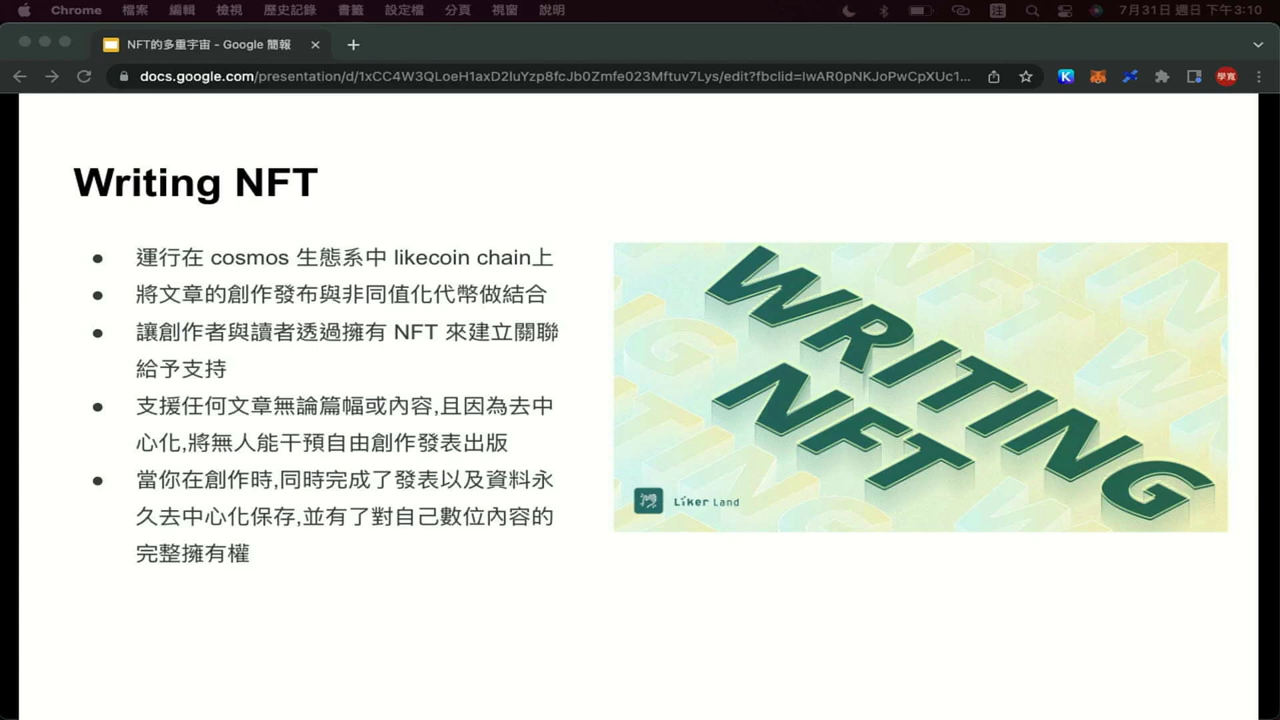 Chrome 檔案 編輯 檢視 歷史記錄 書籤 設定檔 分頁 視窗 說明 注 7月31日 週日 下午3:10
NFT的多重宇宙 - Google 簡報
docs.google.com/presentation/d/1xCC4W3QLoeH1axD2luYzp8fcJb0Zmfe023Mftuv7Lys/edit?fbclid=IwAR0pNKJoPwCpXUc1... K 學寬
Writing NFT
運行在 cosmos 生態系中 likecoin chain上
將文章的創作發布與非同值化代幣做結合
讓創作者與讀者透過擁有 NFT 來建立關聯
給予支持
支援任何文章無論篇幅或內容,且因為去中
心化,將無人能干預自由創作發表出版
當你在創作時,同時完成了發表以及資料永
久去中心化保存,並有了對自己數位內容的
完整擁有權
WRITING
NFT
Liker Land